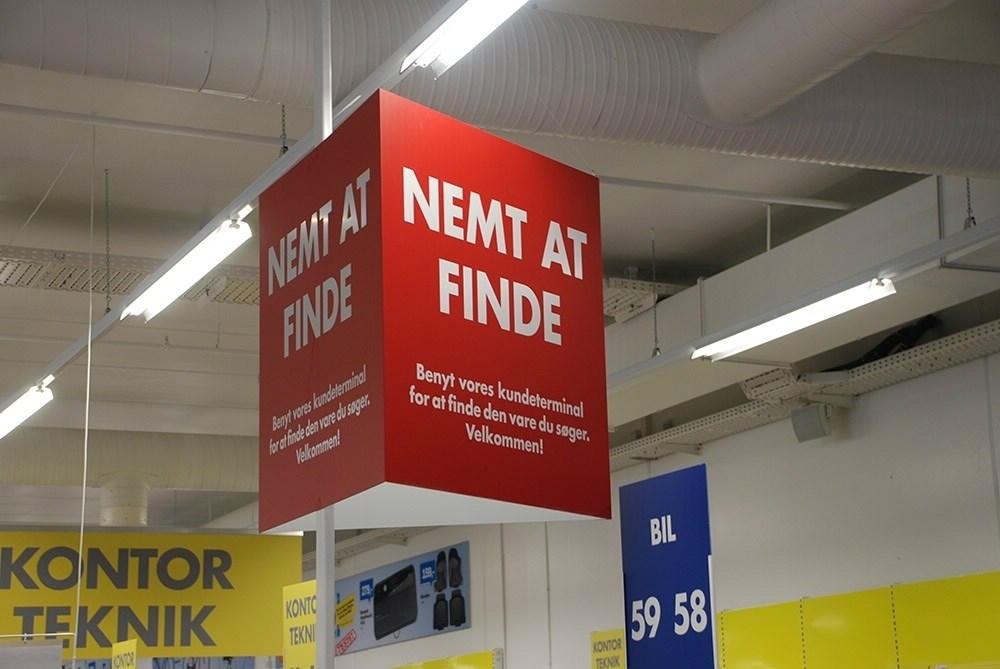 NEMT AT
FINDE
Benyt vores kundeterminal
for at finde den vare du søger.
Velkommen!
NEMT AT
FINDE
Benyt vores kundeterminal
for at finde den vare du søger.
Velkommen!
BIL
59 58
KONTOR
TEKNIK
KONTOR
KONTOR
TEKNIK